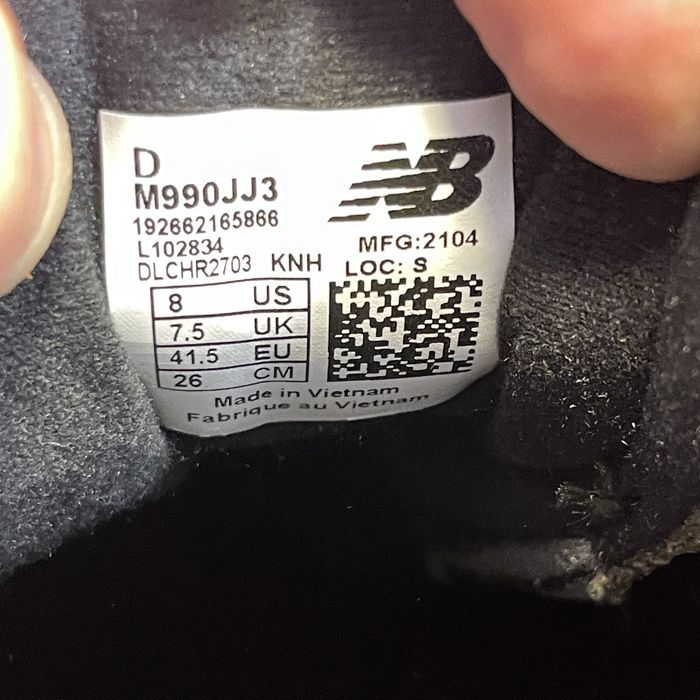 D
M990JJ3
192662165866
L102834
DLCHR2703 KNH
NB
MFG:2104
LOC: S
8 US
7.5 UK
41.5 EU
26 CM
Made in Vietnam
Fabrique au Vietnam